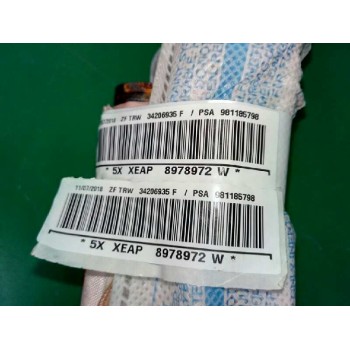 /2018 ZF TRW 34206935 F / PSA 981185798
* 5X XEAP 8978972 W *
11/07/2018 ZF TRW 34206935 F / PSA 981185798
* 5X XEAP 8978972 W *